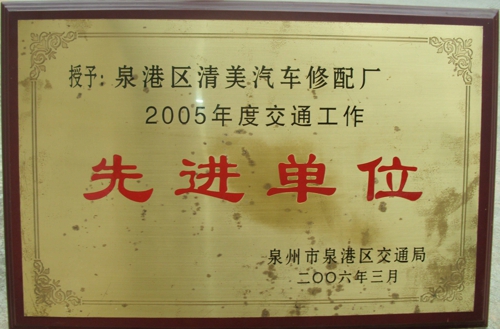 授予：泉港区清美汽车修配厂
2005年度交通工作
先进单位
泉州市泉港区交通局
二〇〇六年三月